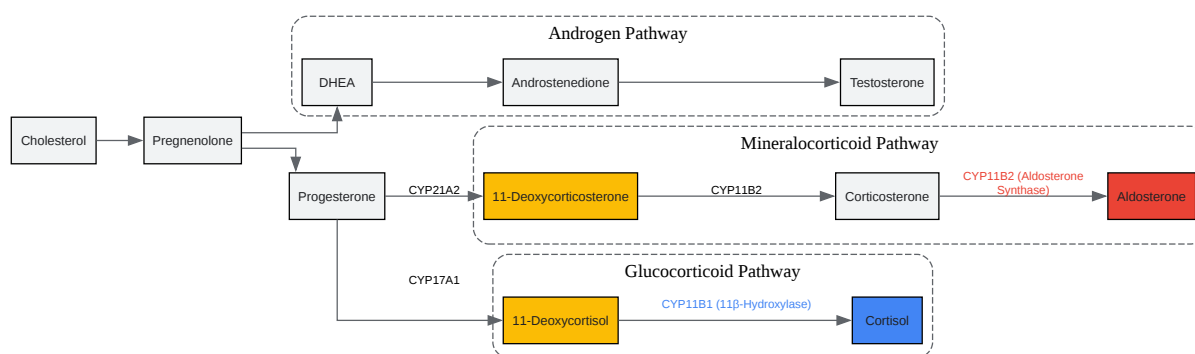 Androgen Pathway
DHEA
Androstenedione
Testosterone
Cholesterol
Pregnenolone
Mineralocorticoid Pathway
Progesterone
CYP21A2
11-Deoxycorticosterone
CYP11B2
Corticosterone
CYP11B2 (Aldosterone
Synthase)
Aldosterone
Glucocorticoid Pathway
CYP17A1
11-Deoxycortisol
CYP11B1 (11β-Hydroxylase)
Cortisol